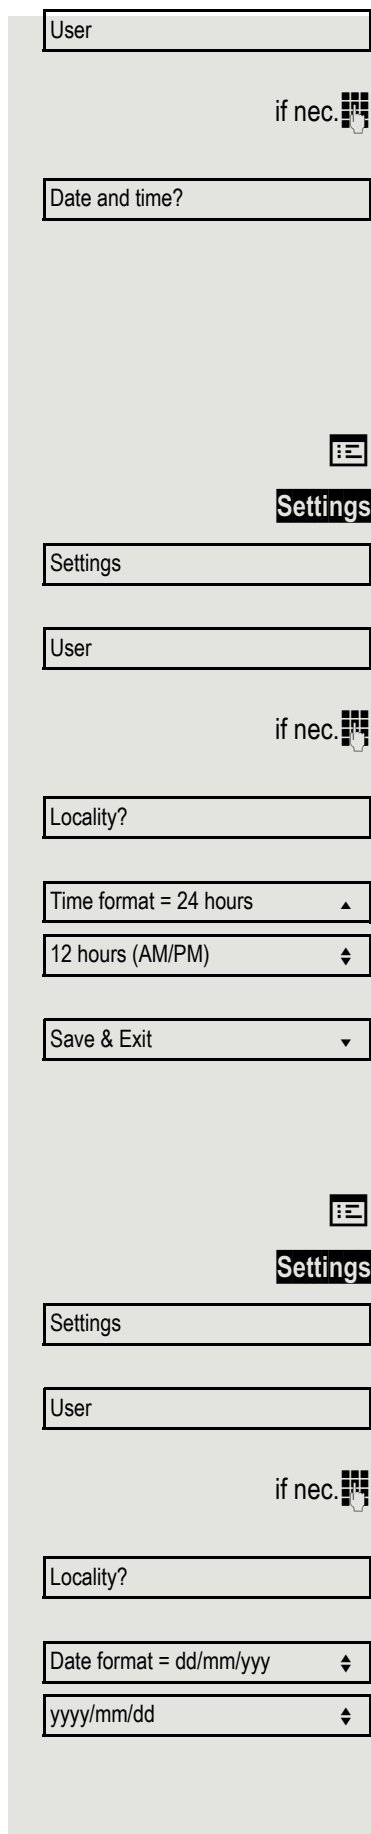 User
if nec.
Date and time?
Settings
Settings
User
if nec.
Locality?
Time format = 24 hours
12 hours (AM/PM)
Save & Exit
Settings
Settings
User
if nec.
Locality?
Date format = dd/mm/yyy
yyyy/mm/dd